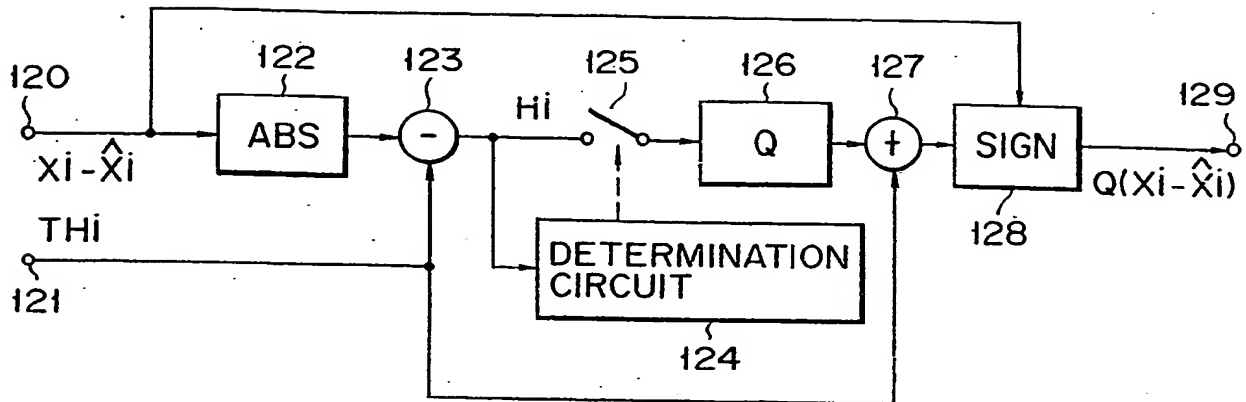 120
122
123
125
126
127
129
ABS
-
Hi
Q
+
SIGN
Xi - X̂i
Q(Xi - X̂i)
128
THi
121
DETERMINATION
CIRCUIT
124